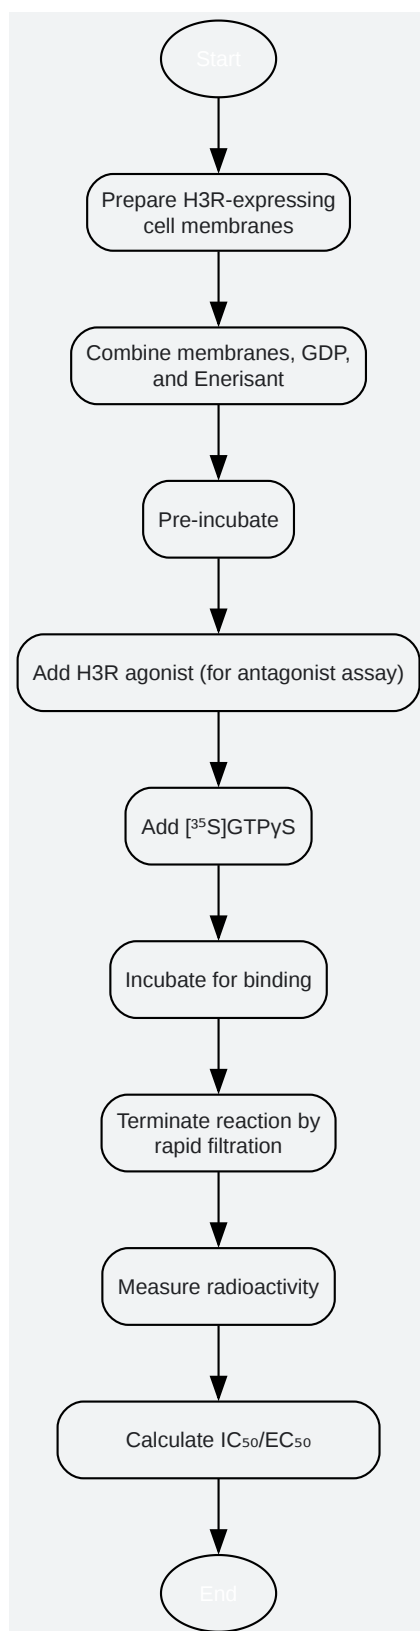 Start
Prepare H3R-expressing
cell membranes
Combine membranes, GDP,
and Enerisant
Pre-incubate
Add H3R agonist (for antagonist assay)
Add [³⁵S]GTPγS
Incubate for binding
Terminate reaction by
rapid filtration
Measure radioactivity
Calculate IC₅₀/EC₅₀
End